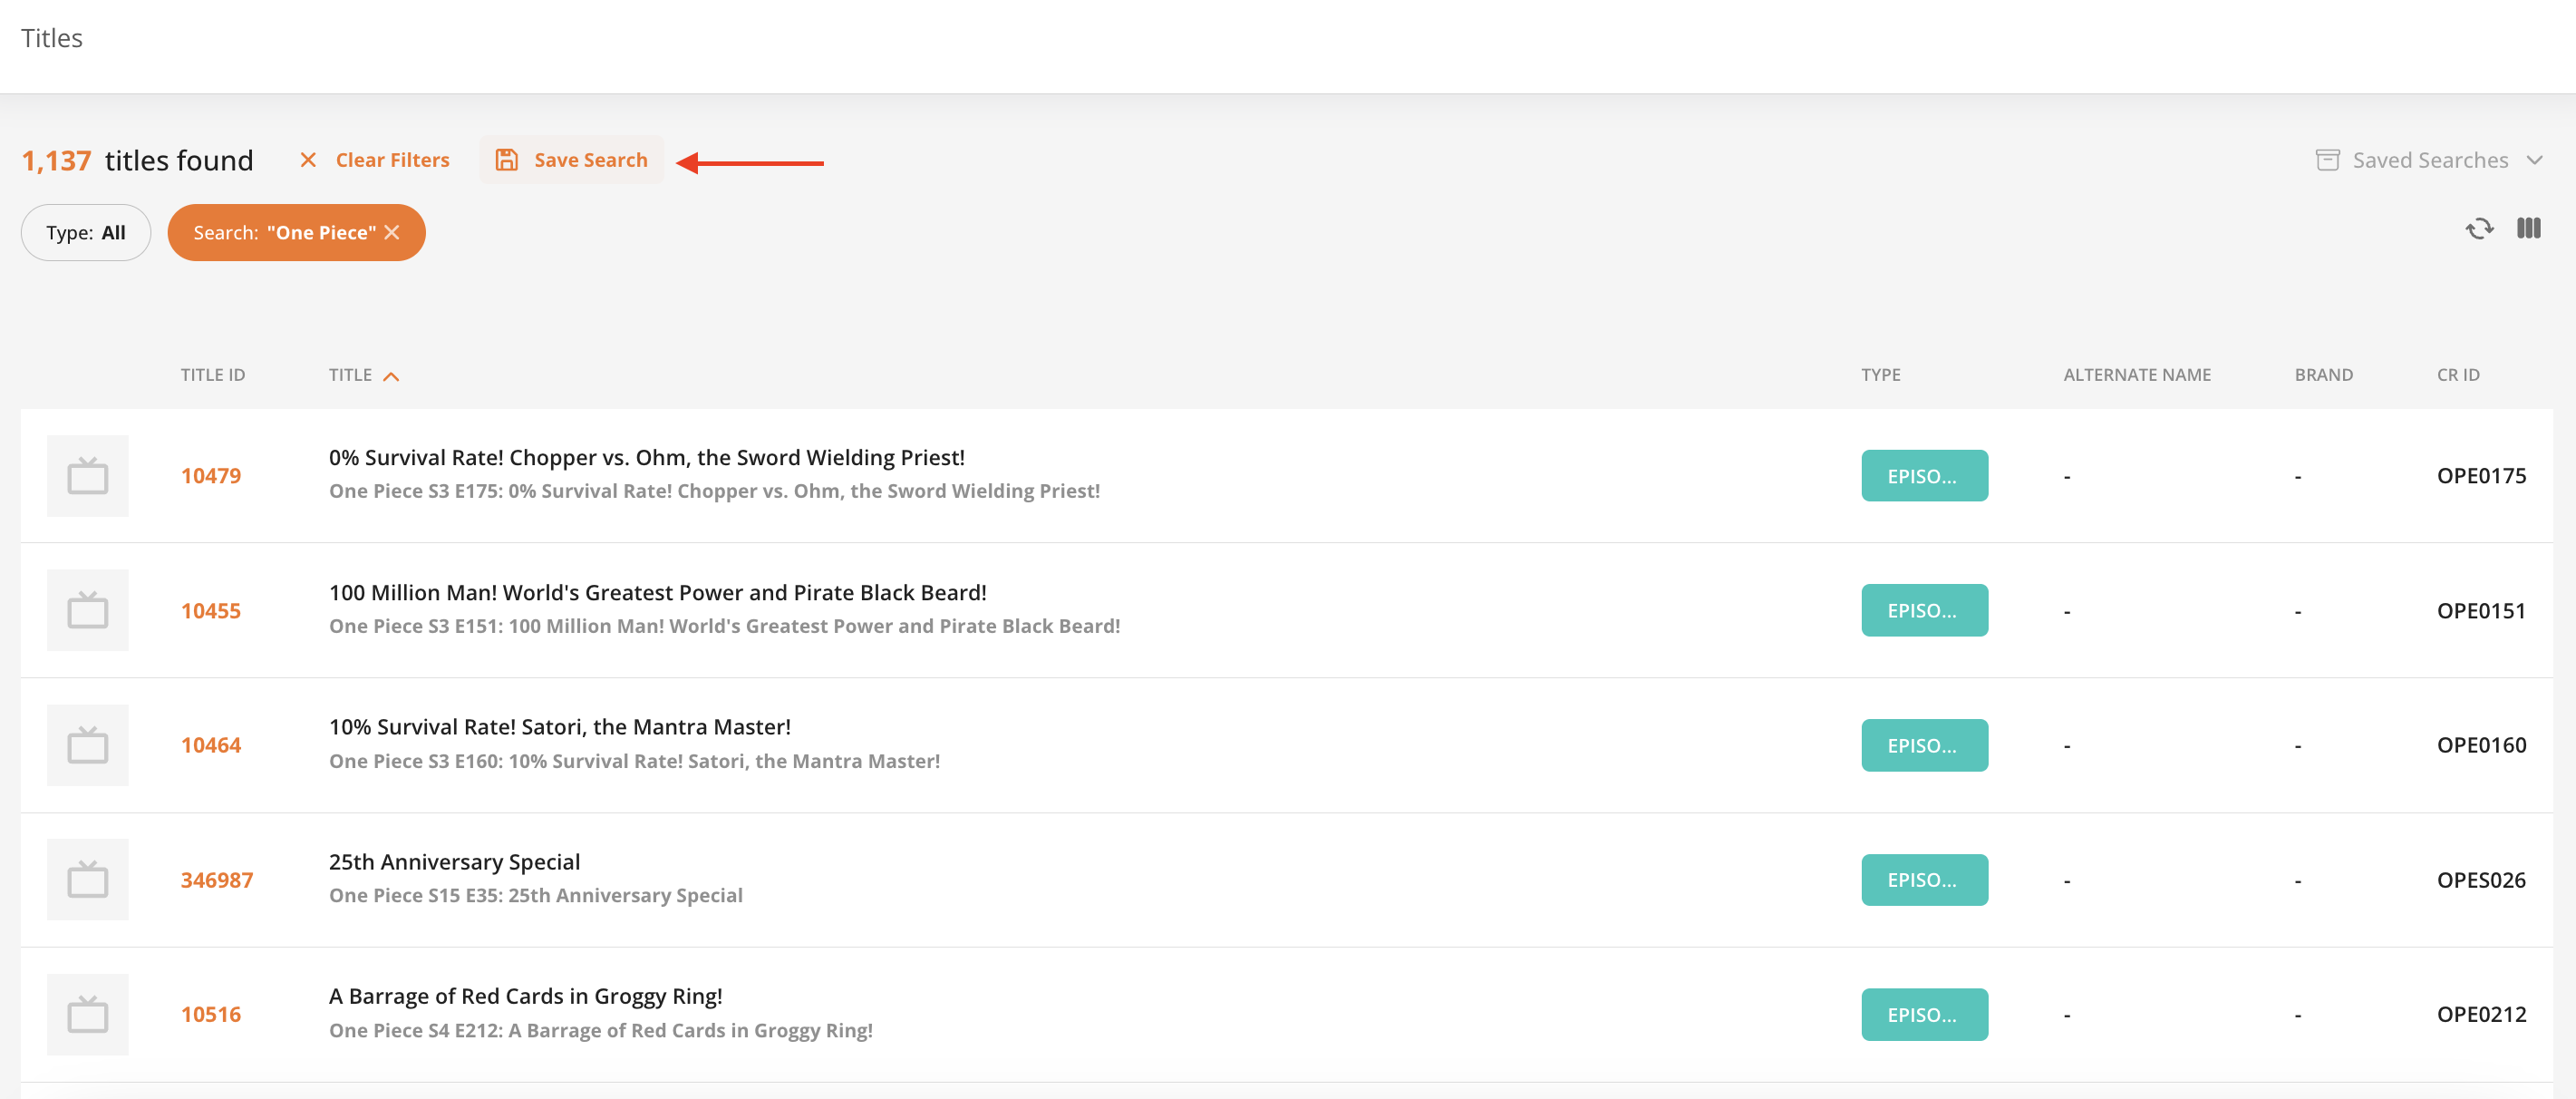 Titles
1,137 titles found Clear Filters Save Search Saved Searches
Type: All Search: "One Piece"
TITLE ID TITLE TYPE ALTERNATE NAME BRAND CR ID
0% Survival Rate! Chopper vs. Ohm, the Sword Wielding Priest!
10479 EPISO... - - OPE0175
One Piece S3 E175: 0% Survival Rate! Chopper vs. Ohm, the Sword Wielding Priest!
100 Million Man! World's Greatest Power and Pirate Black Beard!
10455 EPISO... - - OPE0151
One Piece S3 E151: 100 Million Man! World's Greatest Power and Pirate Black Beard!
10% Survival Rate! Satori, the Mantra Master!
10464 EPISO... - - OPE0160
One Piece S3 E160: 10% Survival Rate! Satori, the Mantra Master!
25th Anniversary Special
346987 EPISO... - - OPES026
One Piece S15 E35: 25th Anniversary Special
A Barrage of Red Cards in Groggy Ring!
10516 EPISO... - - OPE0212
One Piece S4 E212: A Barrage of Red Cards in Groggy Ring!